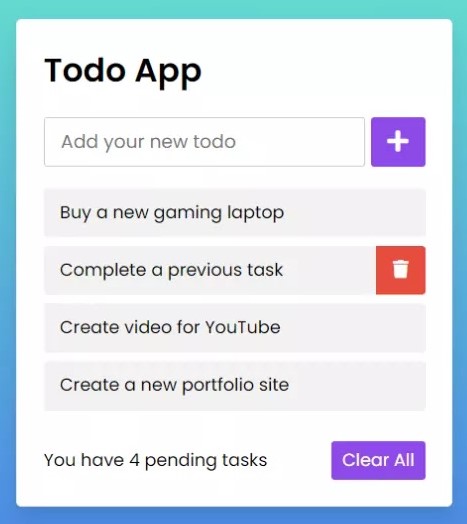 Todo App
Add your new todo
Buy a new gaming laptop
Complete a previous task
Create video for YouTube
Create a new portfolio site
You have 4 pending tasks Clear All